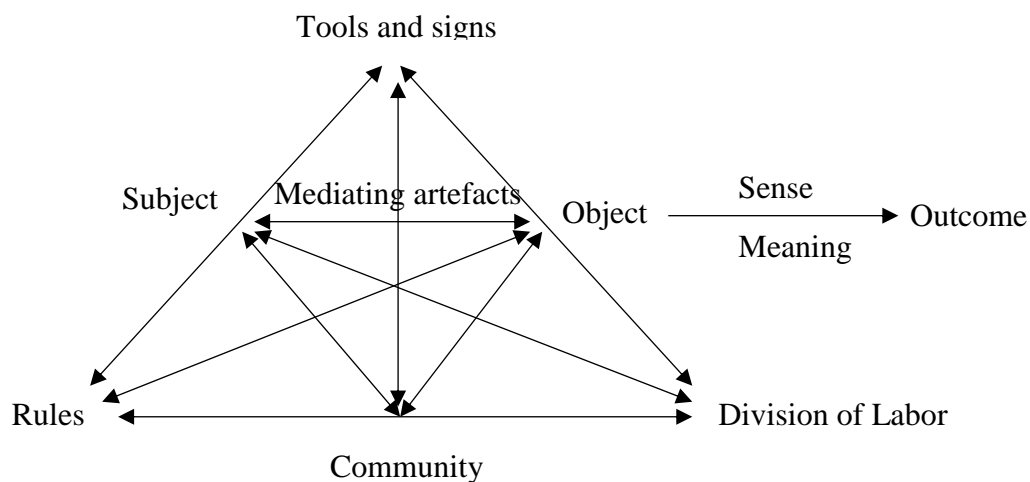 Tools and signs
Subject
Mediating artefacts
Object
Sense
Meaning
Outcome
Rules
Division of Labor
Community